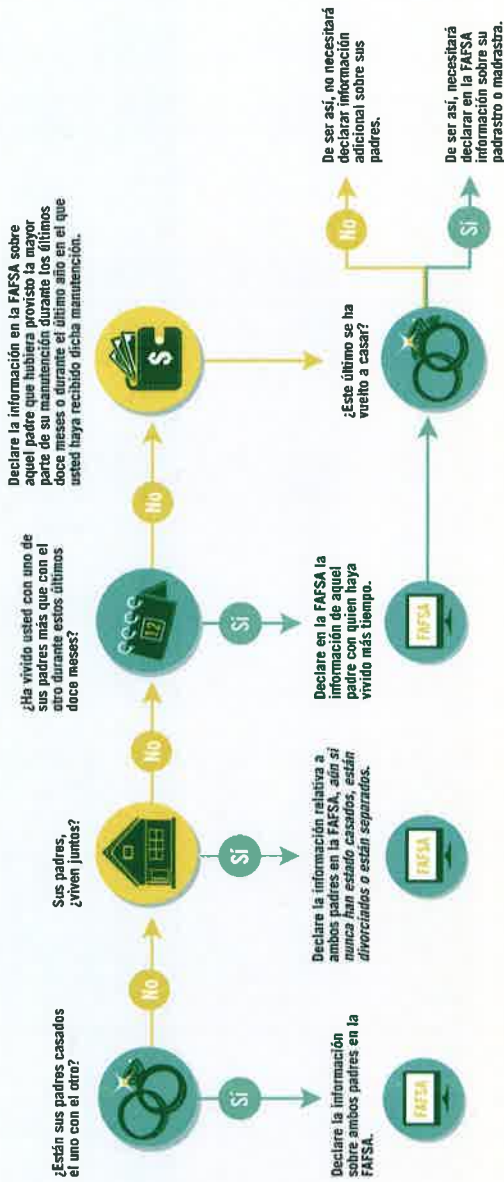 ¿Están sus padres casados
el uno con el otro?
No
Sí
Declare la información
sobre ambos padres en la
FAFSA.
FAFSA
Sus padres,
¿viven juntos?
No
Sí
Declare la información relativa a
ambos padres en la FAFSA, aún si
nunca han estado casados, están
divorciados o están separados.
FAFSA
¿Ha vivido usted con uno de
sus padres más que con el
otro durante estos últimos
doce meses?
12
No
Sí
Declare en la FAFSA la
información de aquel
padre con quien haya
vivido más tiempo.
FAFSA
Declare la información en la FAFSA sobre
aquel padre que hubiera provisto la mayor
parte de su manutención durante los últimos
doce meses o durante el último año en el que
usted haya recibido dicha manutención.
$
¿Este último se ha
vuelto a casar?
No
De ser así, no necesitará
declarar información
adicional sobre sus
padres.
Sí
De ser así, necesitará
declarar en la FAFSA
información sobre su
padrastro o madrastra.